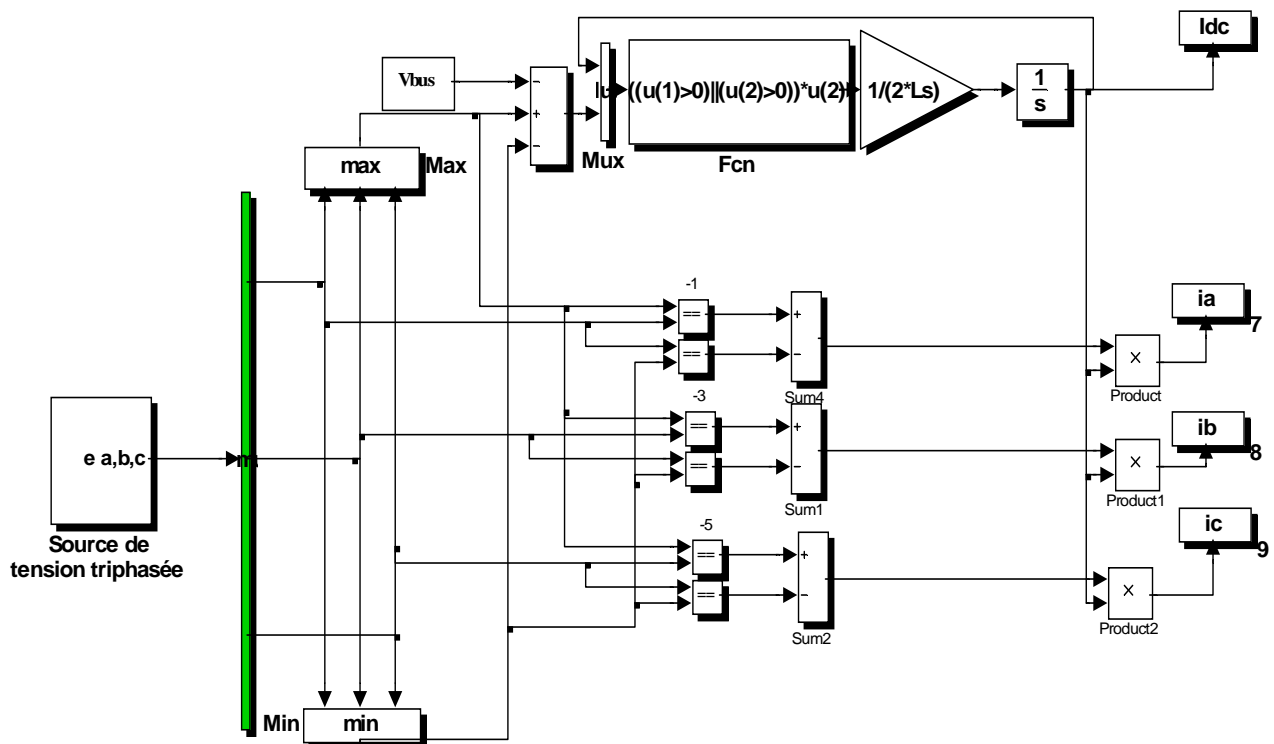 Idc
Vbus
1
s
((u(1)>0)||(u(2)>0))*u(2)
1/(2*Ls)
Mux
Fcn
max
Max
-1
==
==
ia
7
Product
Sum4
-3
==
==
ib
8
Product1
Sum1
e a,b,c
m
Source de
tension triphasée
-5
==
==
ic
9
Product2
Sum2
Min
min